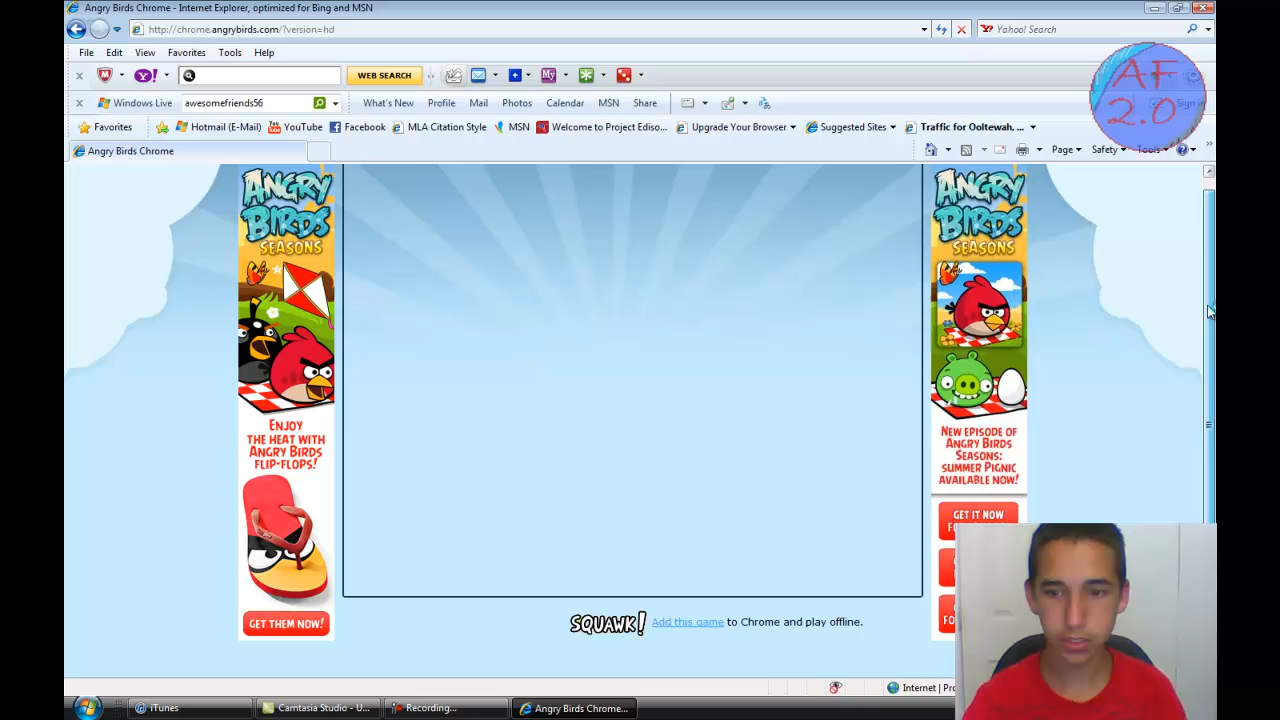 Angry Birds Chrome - Internet Explorer, optimized for Bing and MSN
http://chrome.angrybirds.com/?version=hd
Yahoo! Search
File Edit View Favorites Tools Help
WEB SEARCH
My
Windows Live awesomefriends56 What's New Profile Mail Photos Calendar MSN Share
AF
2.0
Favorites Hotmail (E-Mail) YouTube Facebook MLA Citation Style MSN Welcome to Project Ediso... Upgrade Your Browser Suggested Sites Traffic for Ooltewah, ...
Angry Birds Chrome
Page Safety Tools
ANGRY
BIRDS
SEASONS
ENJOY
THE HEAT WITH
ANGRY BIRDS
FLIP-FLOPS!
GET THEM NOW!
ANGRY
BIRDS
SEASONS
NEW EPISODE OF
ANGRY BIRDS
SEASONS:
SUMMER PIGNIC
AVAILABLE NOW!
GET IT NOW
SQUAWK! Add this game to Chrome and play offline.
Internet
iTunes Camtasia Studio - U... Recording... Angry Birds Chrome...